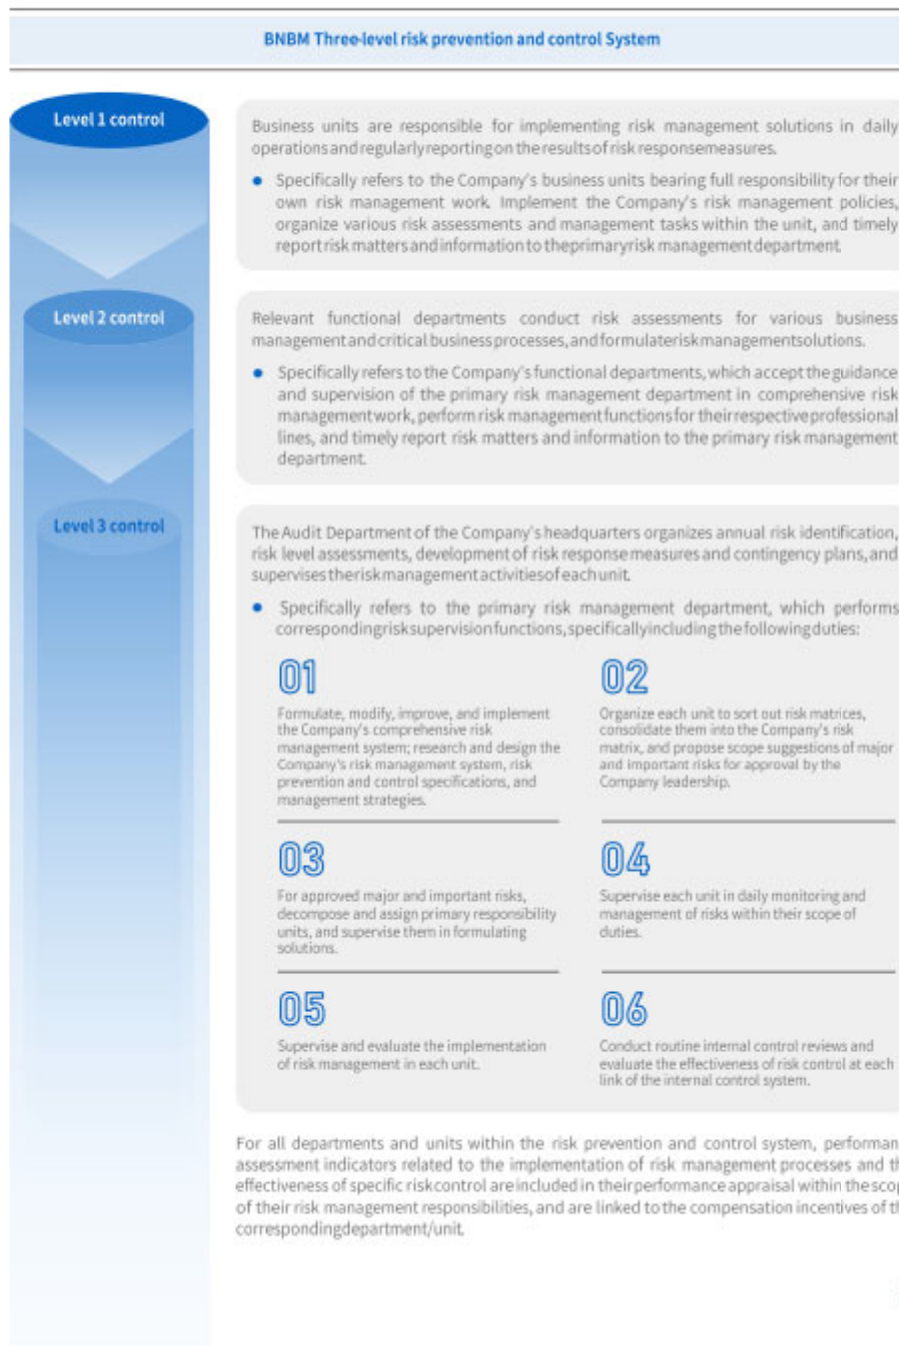 BNBM Three-level risk prevention and control System
Level 1 control
Business units are responsible for implementing risk management solutions in daily
operations and regularly reporting on the results of risk response measures.
• Specifically refers to the Company's business units bearing full responsibility for their
own risk management work. Implement the Company's risk management policies,
organize various risk assessments and management tasks within the unit, and timely
report risk matters and information to the primary risk management department.
Level 2 control
Relevant functional departments conduct risk assessments for various business
management and critical business processes, and formulate risk management solutions.
• Specifically refers to the Company's functional departments, which accept the guidance
and supervision of the primary risk management department in comprehensive risk
management work, perform risk management functions for their respective professional
lines, and timely report risk matters and information to the primary risk management
department.
Level 3 control
The Audit Department of the Company's headquarters organizes annual risk identification,
risk level assessments, development of risk response measures and contingency plans, and
supervises the risk management activities of each unit.
• Specifically refers to the primary risk management department, which performs
corresponding risk supervision functions, specifically including the following duties:
01
Formulate, modify, improve, and implement
the Company's comprehensive risk
management system; research and design the
Company's risk management system, risk
prevention and control specifications, and
management strategies.
02
Organize each unit to sort out risk matrices,
consolidate them into the Company's risk
matrix, and propose scope suggestions of major
and important risks for approval by the
Company leadership.
03
For approved major and important risks,
decompose and assign primary responsibility
units, and supervise them in formulating
solutions.
04
Supervise each unit in daily monitoring and
management of risks within their scope of
duties.
05
Supervise and evaluate the implementation
of risk management in each unit.
06
Conduct routine internal control reviews and
evaluate the effectiveness of risk control at each
link of the internal control system.
For all departments and units within the risk prevention and control system, performan
assessment indicators related to the implementation of risk management processes and th
effectiveness of specific risk control are included in their performance appraisal within the scop
of their risk management responsibilities, and are linked to the compensation incentives of th
corresponding department/unit.